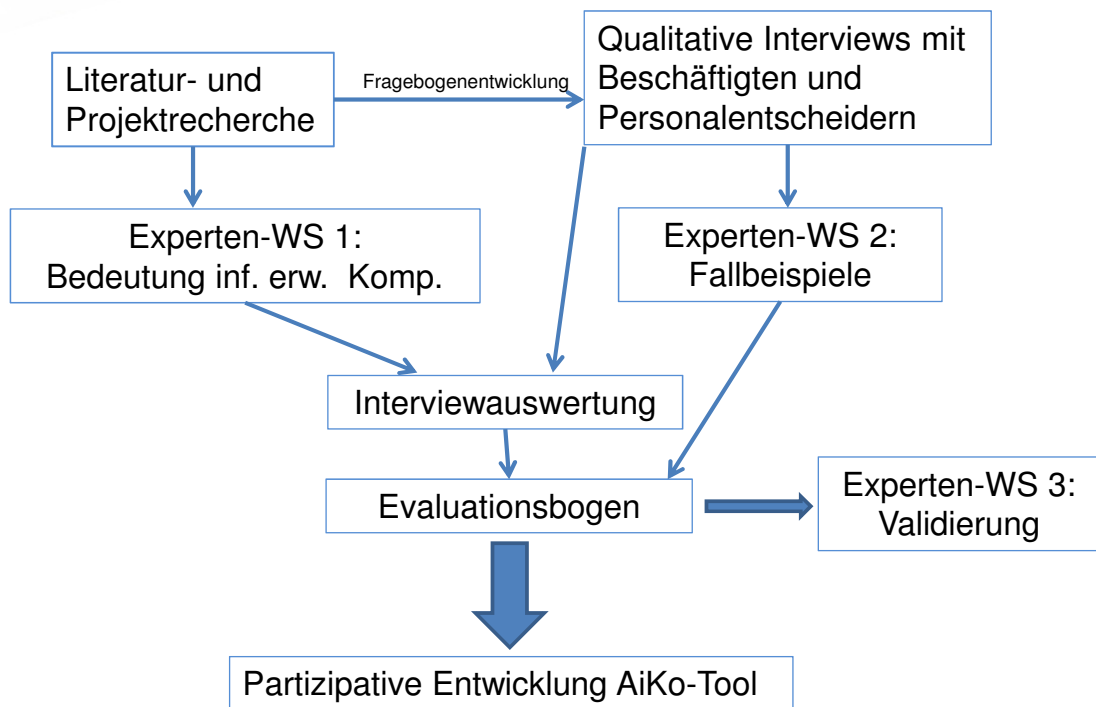 Literatur- und
Projektrecherche
Fragebogenentwicklung
Qualitative Interviews mit
Beschäftigten und
Personalentscheidern
Experten-WS 1:
Bedeutung inf. erw.  Komp.
Experten-WS 2:
Fallbeispiele
Interviewauswertung
Evaluationsbogen
Experten-WS 3:
Validierung
Partizipative Entwicklung AiKo-Tool